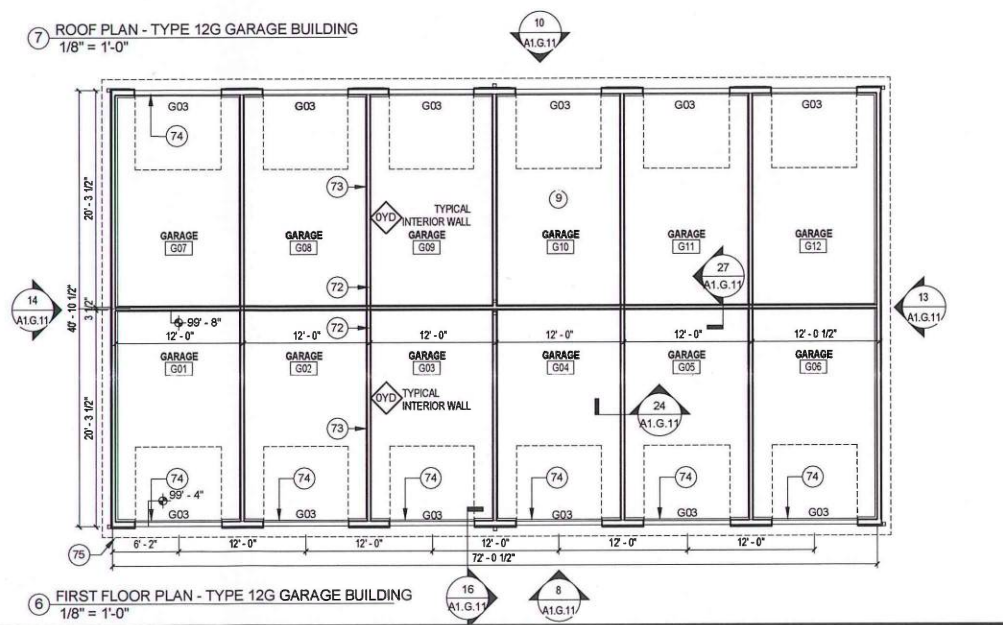 7 ROOF PLAN - TYPE 12G GARAGE BUILDING
1/8" = 1'-0"
10
A1.G.11
G03 G03 G03 G03 G03 G03
74
20' - 3 1/2"
73
9
0YD TYPICAL
INTERIOR WALL
GARAGE GARAGE GARAGE GARAGE GARAGE GARAGE
G07 G08 G09 G10 G11 G12
27
A1.G.11
72
14
A1.G.11
40' - 10 1/2"
3 1/2"
13
A1.G.11
99' - 8"
72
12' - 0" 12' - 0" 12' - 0" 12' - 0" 12' - 0" 12' - 0 1/2"
GARAGE GARAGE GARAGE GARAGE GARAGE GARAGE
G01 G02 G03 G04 G05 G06
0YD TYPICAL
INTERIOR WALL
24
A1.G.11
20' - 3 1/2"
73
74 74 74 74 74 74
99' - 4"
G03 G03 G03 G03 G03 G03
75
6' - 2" 12' - 0" 12' - 0" 12' - 0" 12' - 0" 12' - 0"
72' - 0 1/2"
16
A1.G.11
8
A1.G.11
6 FIRST FLOOR PLAN - TYPE 12G GARAGE BUILDING
1/8" = 1'-0"